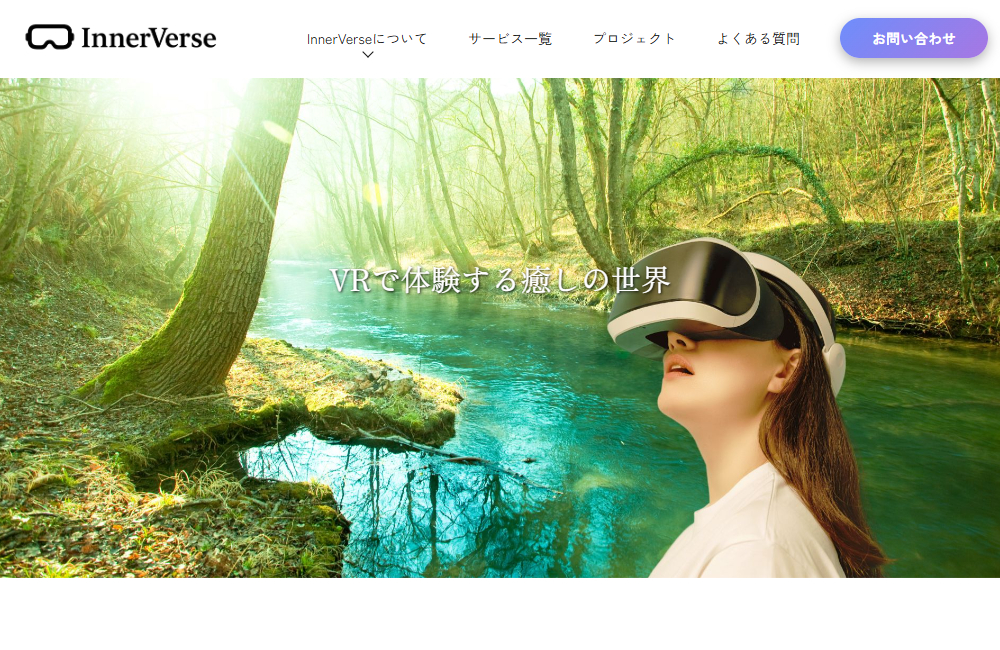 InnerVerse
InnerVerseについて
サービス一覧
プロジェクト
よくある質問
お問い合わせ
VRで体験する癒しの世界